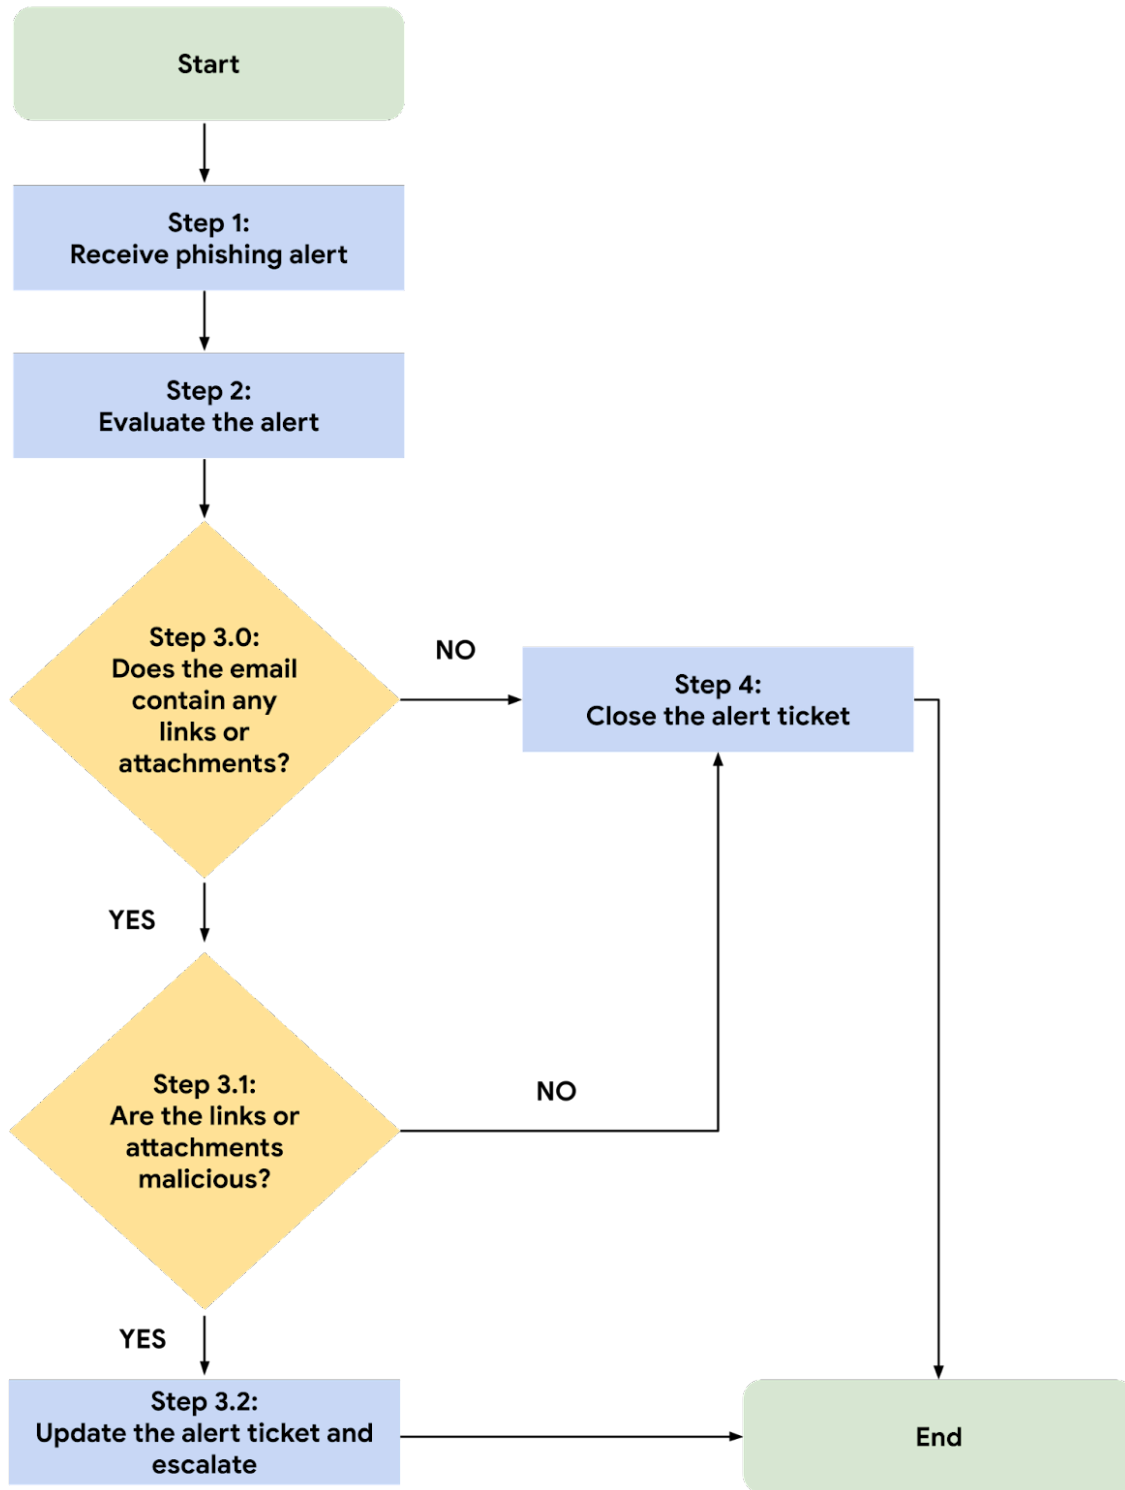 Start
Step 1:
Receive phishing alert
Step 2:
Evaluate the alert
Step 3.0:
Does the email
contain any
links or
attachments?
NO
Step 4:
Close the alert ticket
YES
Step 3.1:
Are the links or
attachments
malicious?
NO
YES
Step 3.2:
Update the alert ticket and
escalate
End